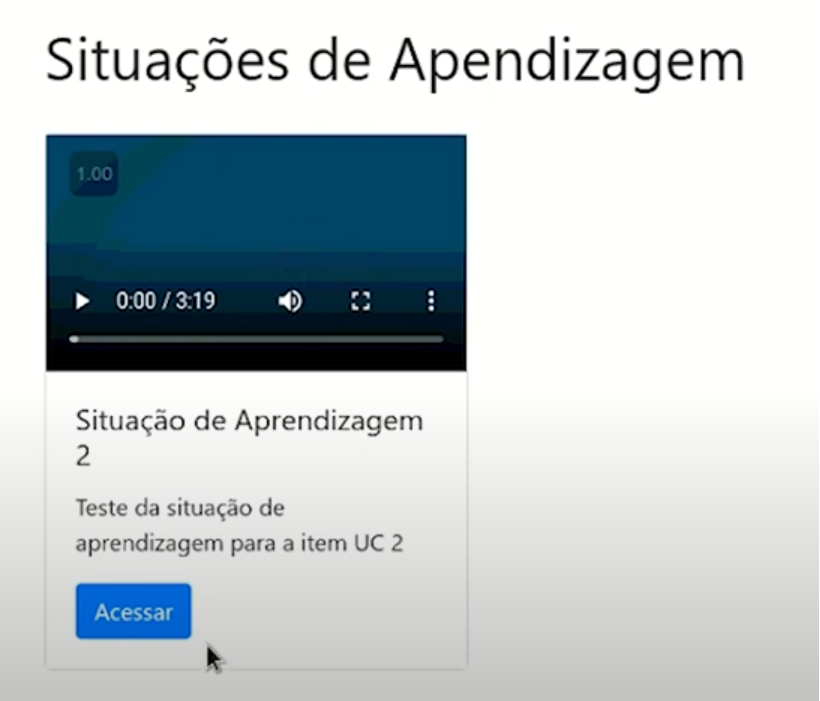 Situações de Apendizagem
1.00
0:00 / 3:19
Situação de Aprendizagem
2
Teste da situação de
aprendizagem para a item UC 2
Acessar